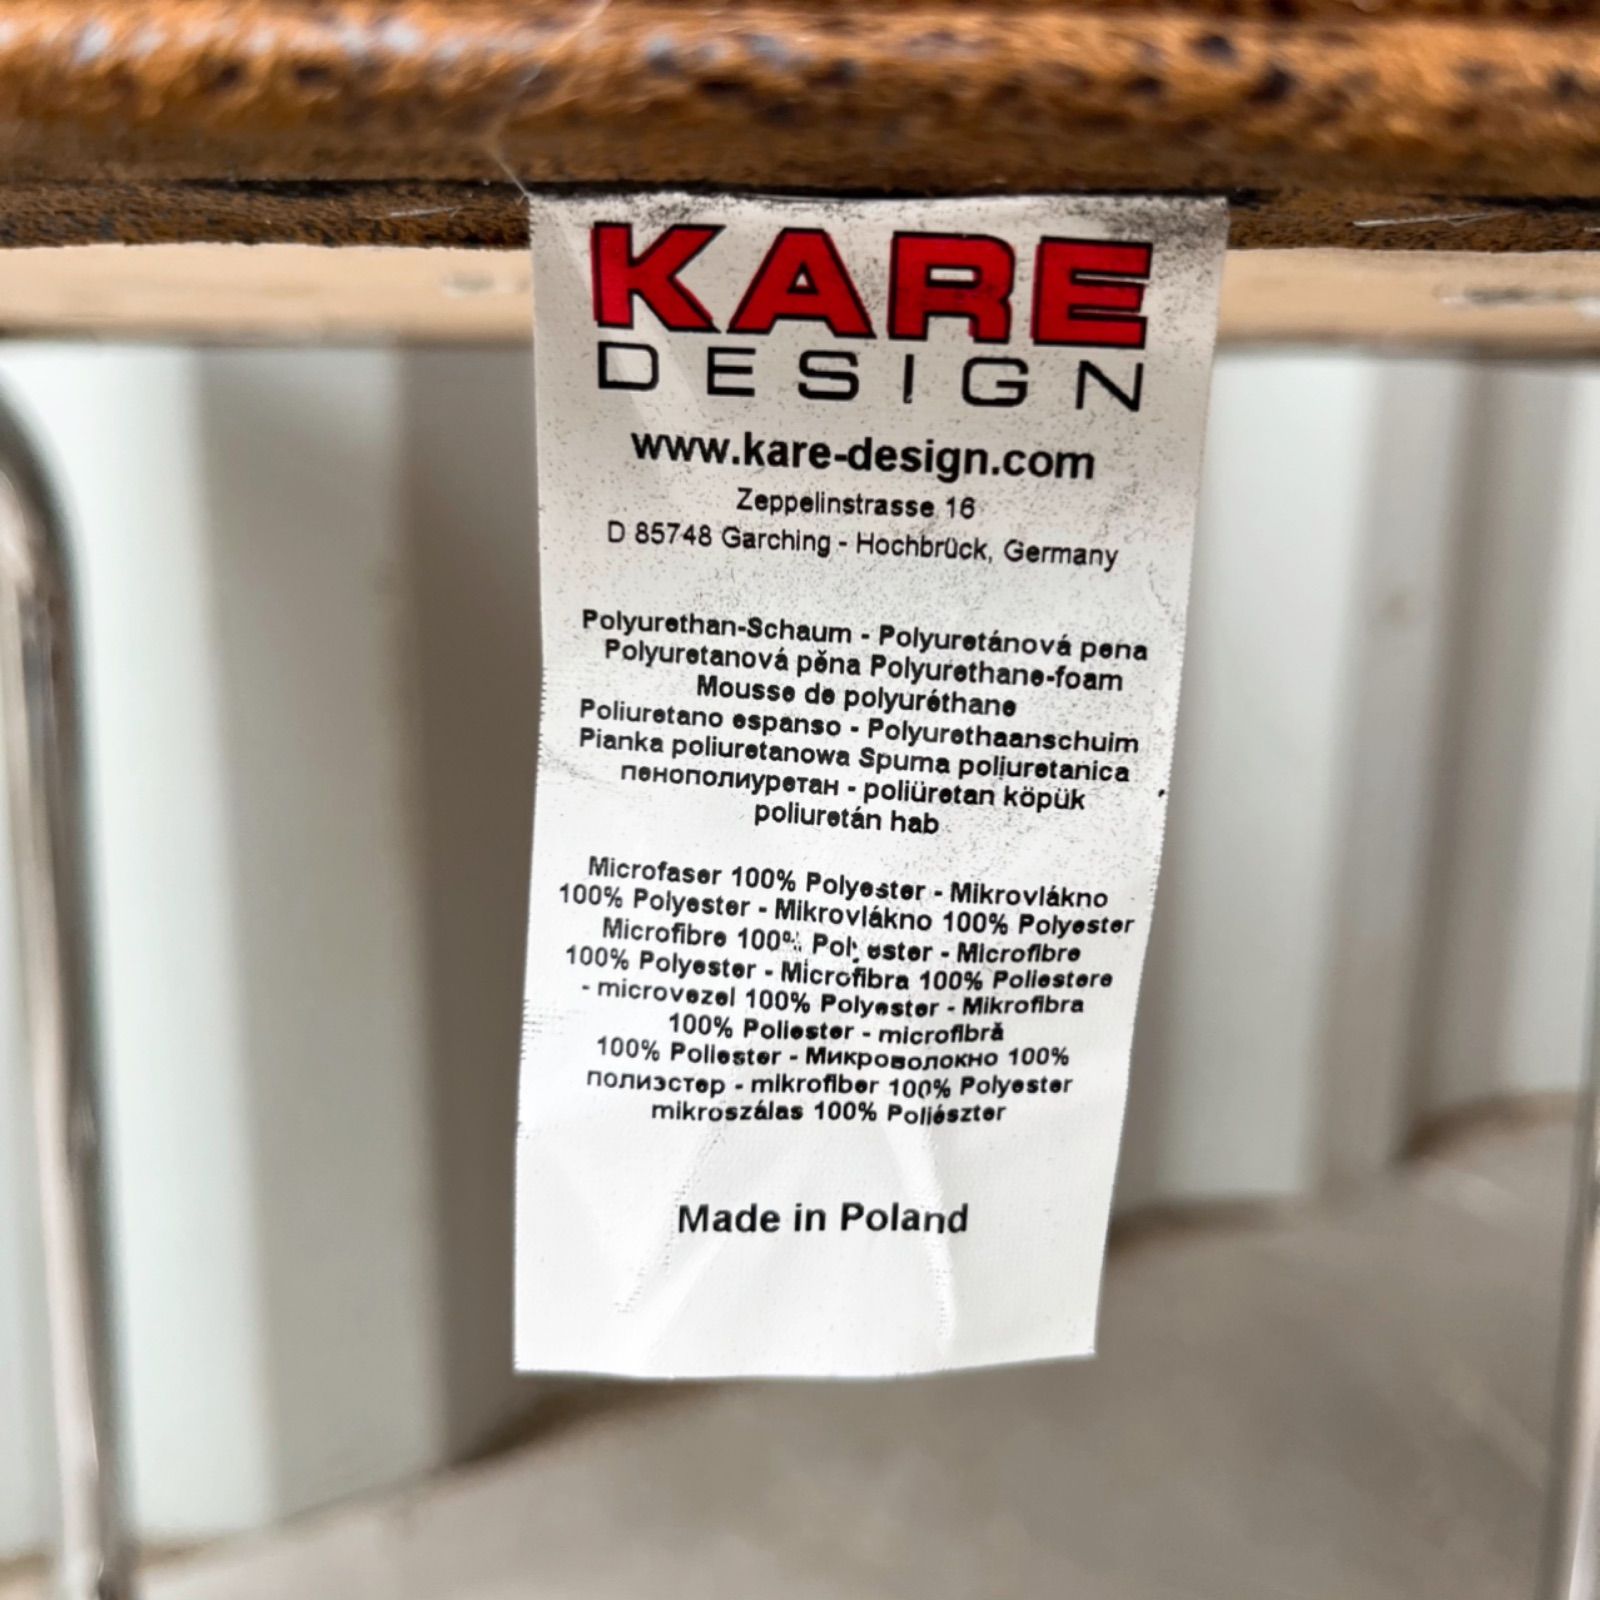 KARE
DESIGN
www.kare-design.com
Zeppelinstrasse 16
D 85748 Garching - Hochbrück, Germany
Polyurethan-Schaum - Polyuretánová pena
Polyuretanová pěna Polyurethane-foam
Mousse de polyuréthane
Poliuretano espanso - Polyurethaanschuim
Pianka poliuretanowa Spuma poliuretanica
пенополиуретан - poliüretan köpük
poliuretán hab
Microfaser 100% Polyester - Mikrovlákno
100% Polyester - Mikrovlákno 100% Polyester
Microfibre 100% Polyester - Microfibre
100% Polyester - Microfibra 100% Poliestere
- microvezel 100% Polyester - Mikrofibra
100% Poliester - microfibră
100% Poliester - Микроволокно 100%
полиэстер - mikrofiber 100% Polyester
mikroszálas 100% Poliészter
Made in Poland